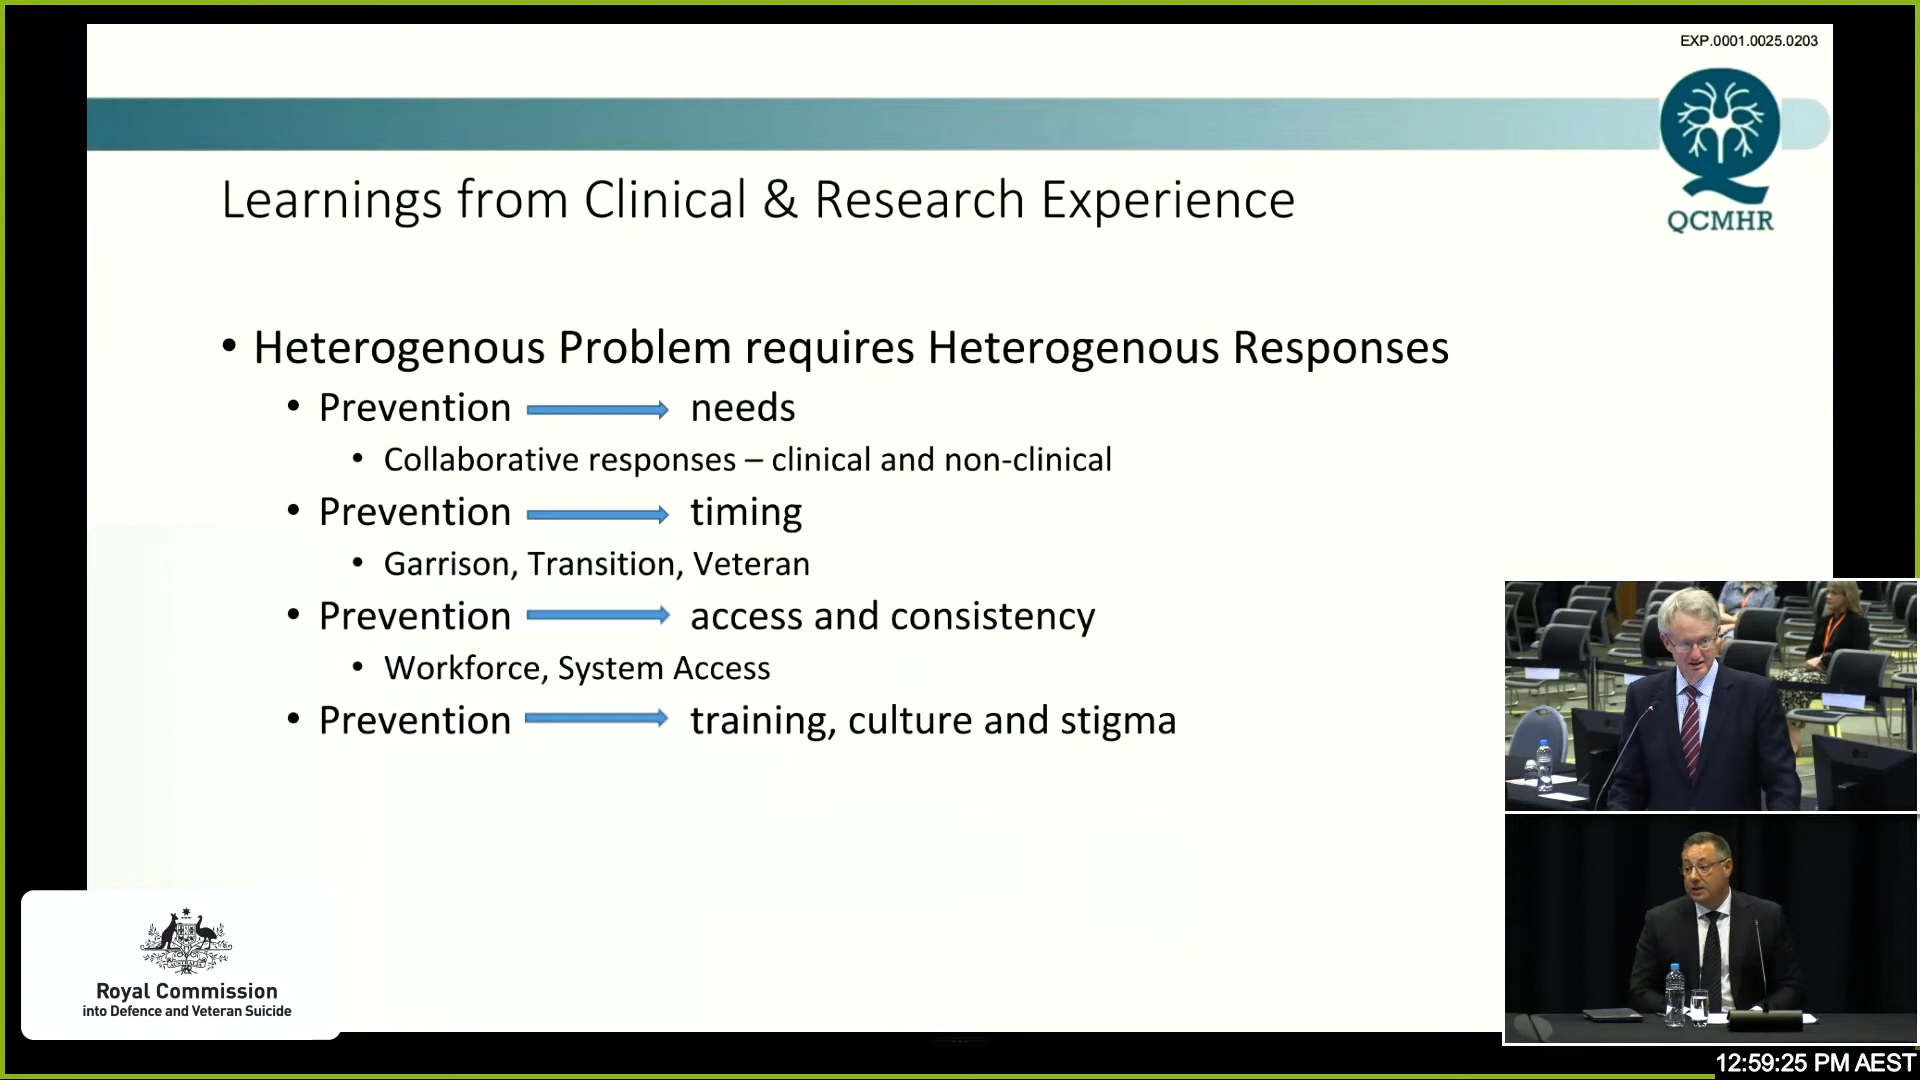 EXP.0001.0025.0203
QCMHR
Learnings from Clinical & Research Experience
• Heterogenous Problem requires Heterogenous Responses
• Prevention needs
• Collaborative responses – clinical and non-clinical
• Prevention timing
• Garrison, Transition, Veteran
• Prevention access and consistency
• Workforce, System Access
• Prevention training, culture and stigma
AUSTRALIA
Royal Commission
into Defence and Veteran Suicide
12:59:25 PM AEST